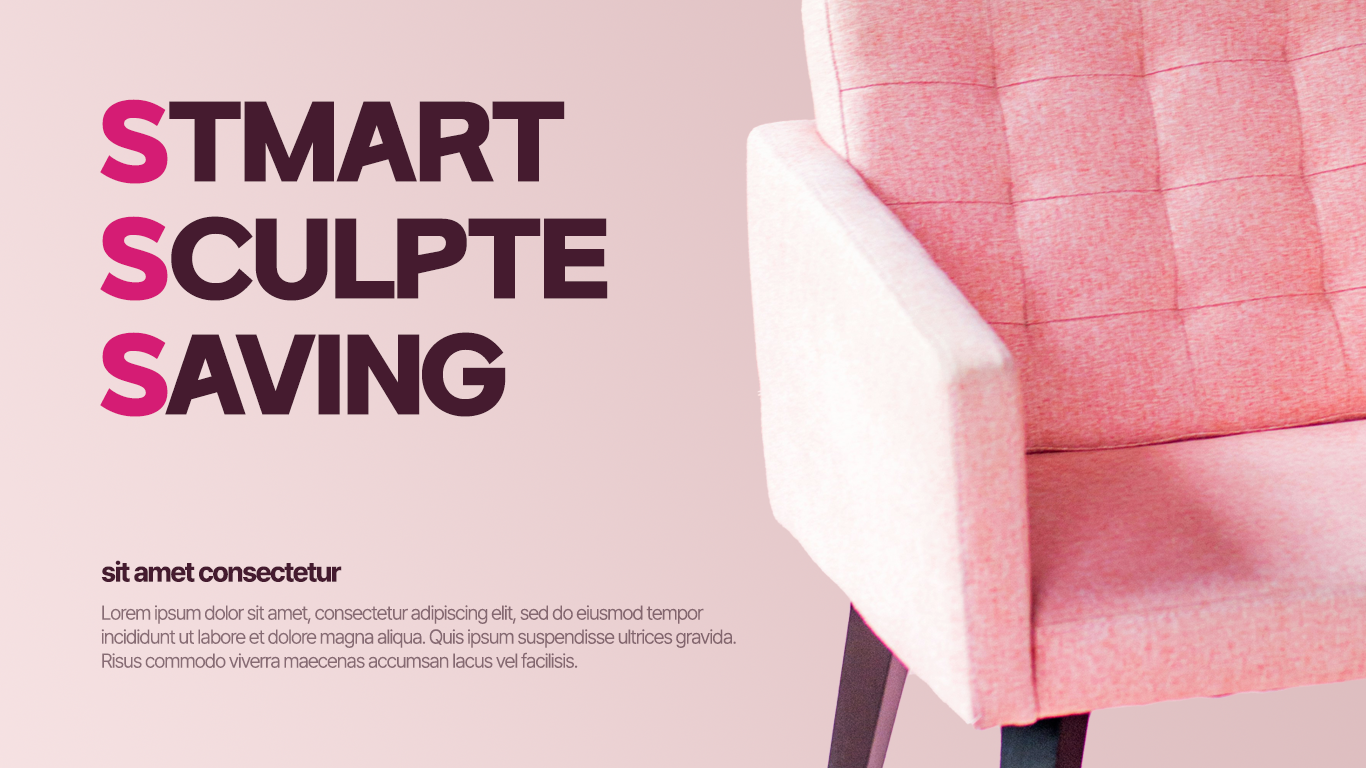 STMART
SCULPTE
SAVING
sit amet consectetur
Lorem ipsum dolor sit amet, consectetur adipiscing elit, sed do eiusmod tempor
incididunt ut labore et dolore magna aliqua. Quis ipsum suspendisse ultrices gravida.
Risus commodo viverra maecenas accumsan lacus vel facilisis.